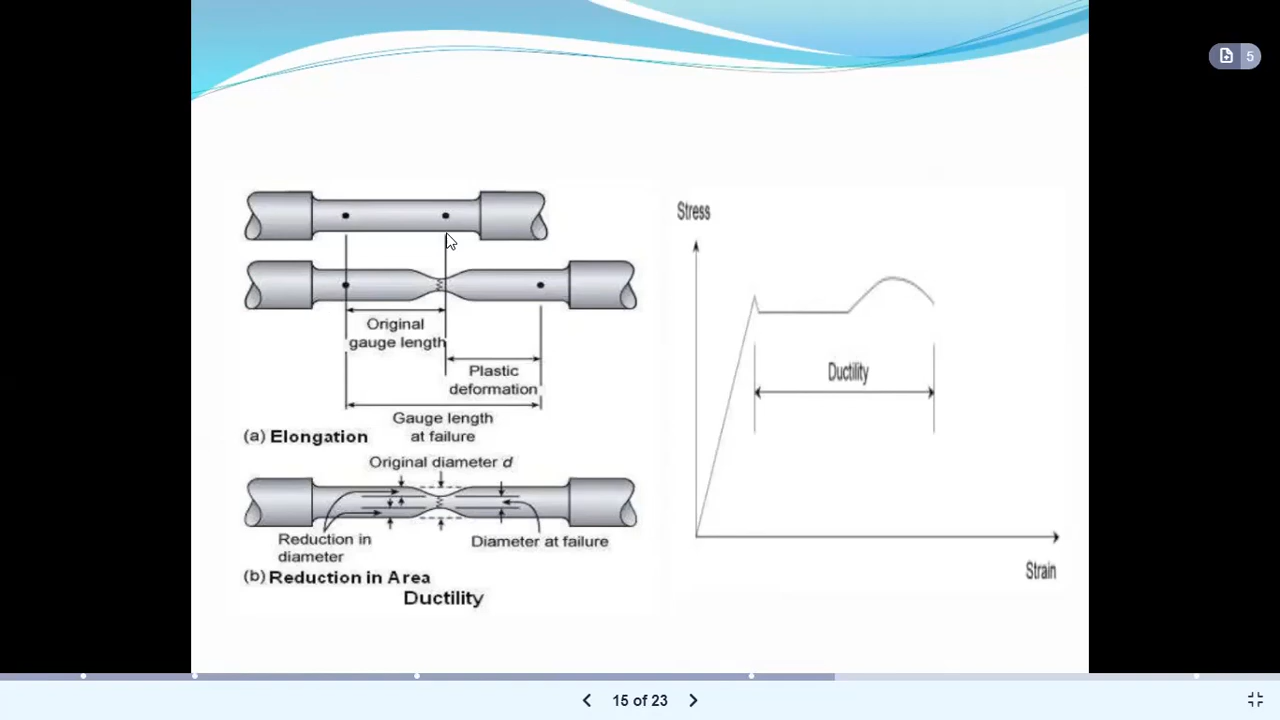 5
Stress
Original
gauge length
Plastic
deformation
Ductility
Gauge length
at failure
(a) Elongation
Original diameter d
Reduction in
diameter
Diameter at failure
(b) Reduction in Area
Ductility
Strain
15 of 23